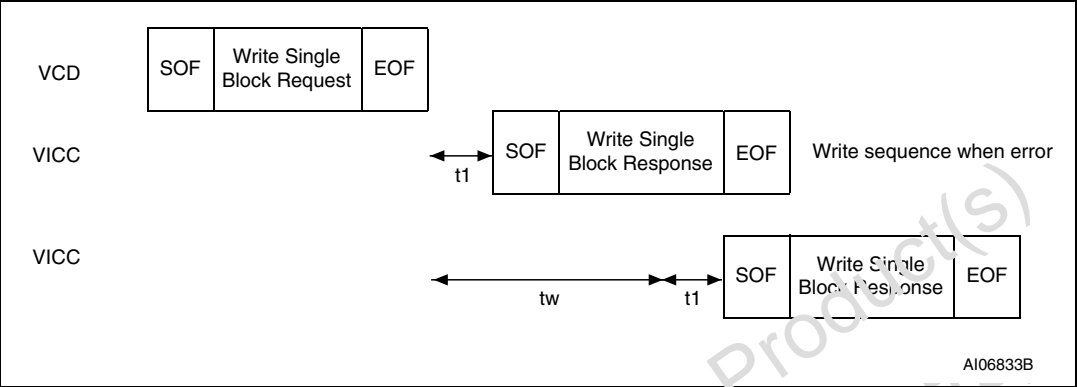 VCD
SOF
Write Single
Block Request
EOF
VICC
t1
SOF
Write Single
Block Response
EOF
Write sequence when error
VICC
tw
t1
SOF
Write Single
Block Response
EOF
Product(s)
AI06833B